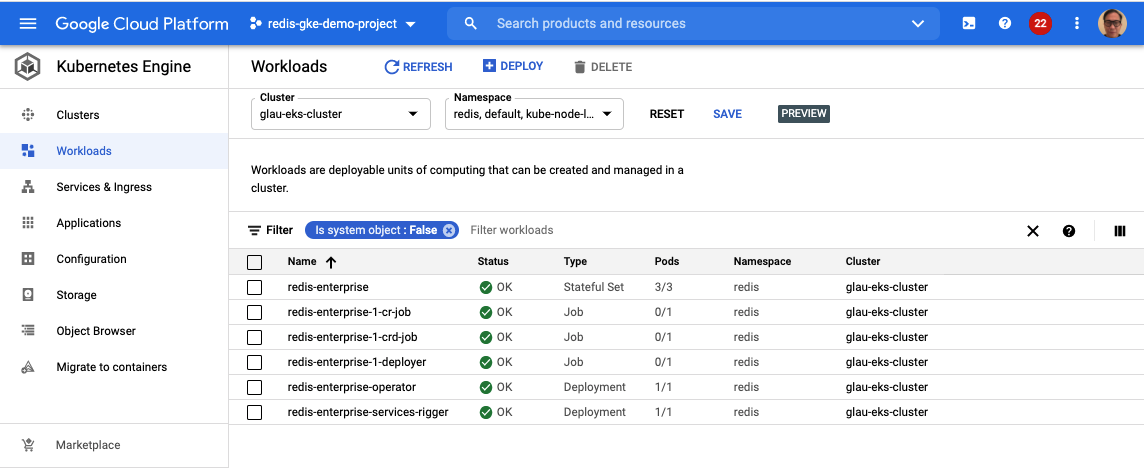 Google Cloud Platform redis-gke-demo-project Search products and resources 22
Kubernetes Engine
Workloads REFRESH DEPLOY DELETE
Cluster Namespace
glau-eks-cluster redis, default, kube-node-l... RESET SAVE PREVIEW
Clusters
Workloads
Services & Ingress
Applications
Configuration
Storage
Object Browser
Migrate to containers
Marketplace
Workloads are deployable units of computing that can be created and managed in a
cluster.
Filter Is system object : False Filter workloads
Name Status Type Pods Namespace Cluster
redis-enterprise OK Stateful Set 3/3 redis glau-eks-cluster
redis-enterprise-1-cr-job OK Job 0/1 redis glau-eks-cluster
redis-enterprise-1-crd-job OK Job 0/1 redis glau-eks-cluster
redis-enterprise-1-deployer OK Job 0/1 redis glau-eks-cluster
redis-enterprise-operator OK Deployment 1/1 redis glau-eks-cluster
redis-enterprise-services-rigger OK Deployment 1/1 redis glau-eks-cluster